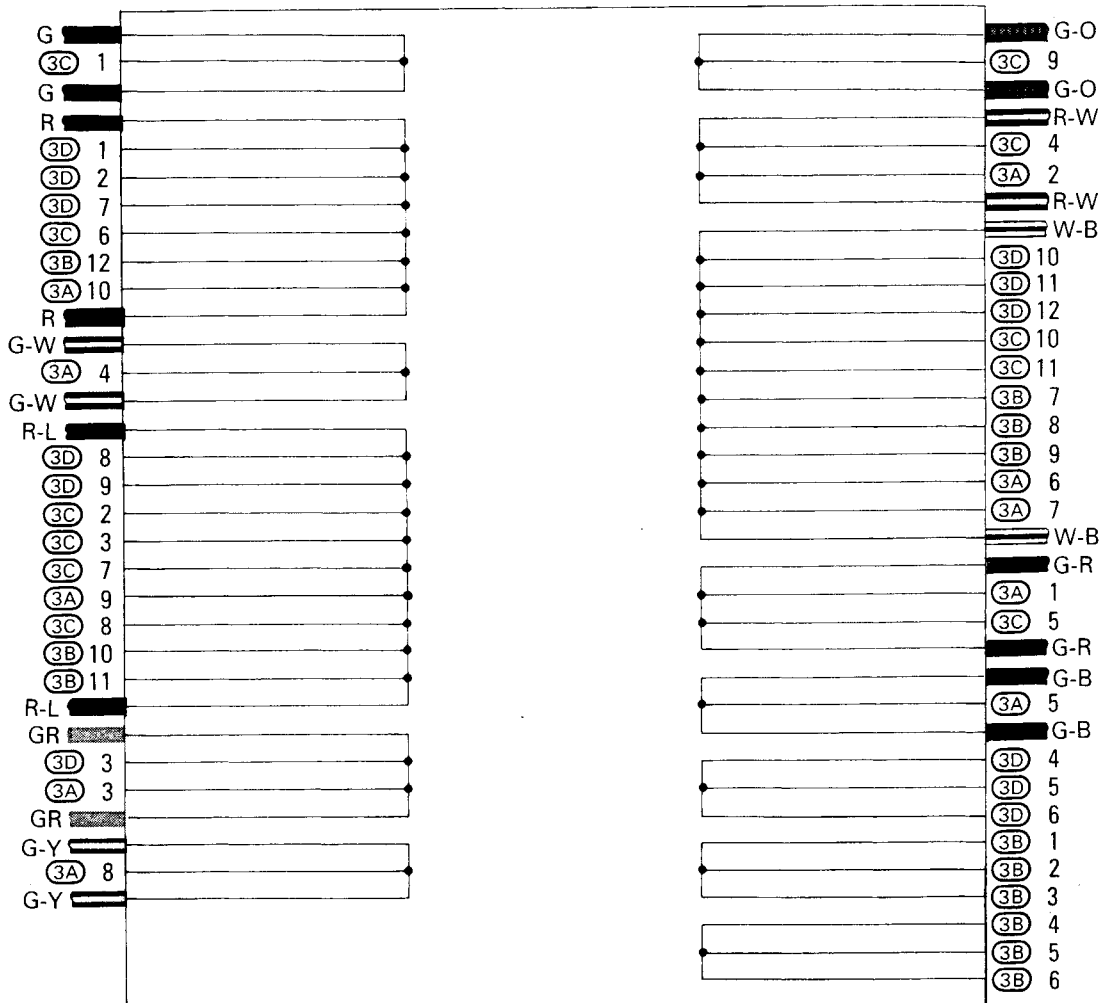 G
3C 1
G
R
3D 1
3D 2
3D 7
3C 6
3B 12
3A 10
R
G-W
3A 4
G-W
R-L
3D 8
3D 9
3C 2
3C 3
3C 7
3A 9
3C 8
3B 10
3B 11
R-L
GR
3D 3
3A 3
GR
G-Y
3A 8
G-Y
G-O
3C 9
G-O
R-W
3C 4
3A 2
R-W
W-B
3D 10
3D 11
3D 12
3C 10
3C 11
3B 7
3B 8
3B 9
3A 6
3A 7
W-B
G-R
3A 1
3C 5
G-R
G-B
3A 5
G-B
3D 4
3D 5
3D 6
3B 1
3B 2
3B 3
3B 4
3B 5
3B 6